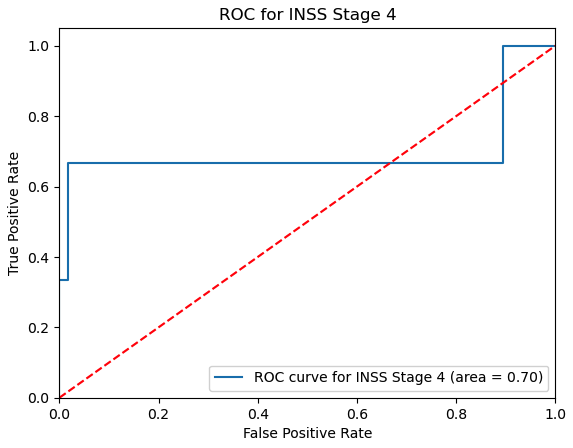 ROC for INSS Stage 4
1.0
0.8
0.6
0.4
0.2
0.0
True Positive Rate
ROC curve for INSS Stage 4 (area = 0.70)
0.0 0.2 0.4 0.6 0.8 1.0
False Positive Rate